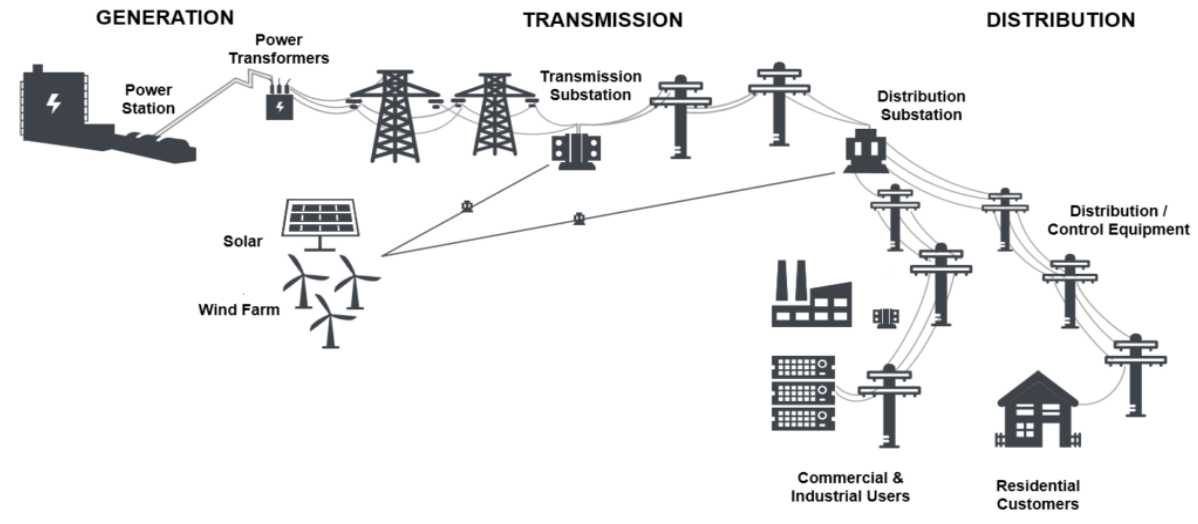 GENERATION
TRANSMISSION
DISTRIBUTION
Power
Transformers
Power
Station
Transmission
Substation
Distribution
Substation
Solar
Wind Farm
Distribution /
Control Equipment
Commercial &
Industrial Users
Residential
Customers